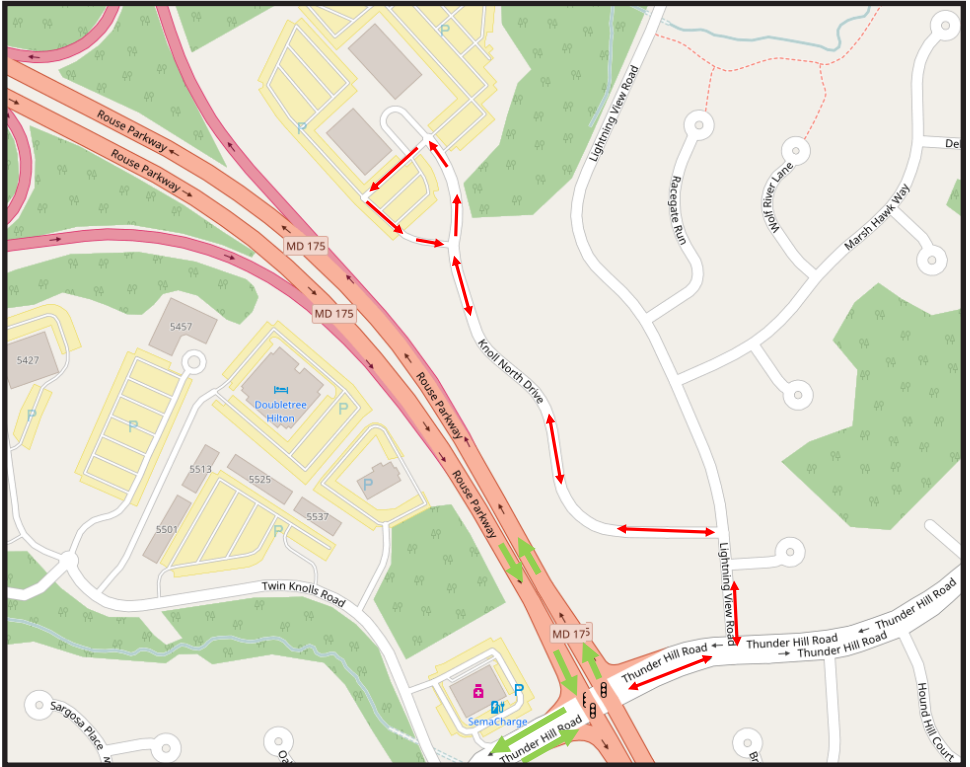 P
P
Lightning View Road
Rouse Parkway
Rouse Parkway
Racegate Run
Wolf River Lane
De
Marsh Hawk Way
MD 175
MD 175
5457
5427
Doubletree
Hilton
P
P
P
Knoll North Drive
Rouse Parkway
Rouse Parkway
5513
5525
5537
5501
P
P
Twin Knolls Road
Lightning View Road
MD 175
Thunder Hill Road
Thunder Hill Road
Thunder Hill Road
Thunder Hill Road
P
SemaCharge
Thunder Hill Road
Sargosa Place
Hound Hill Court
Br